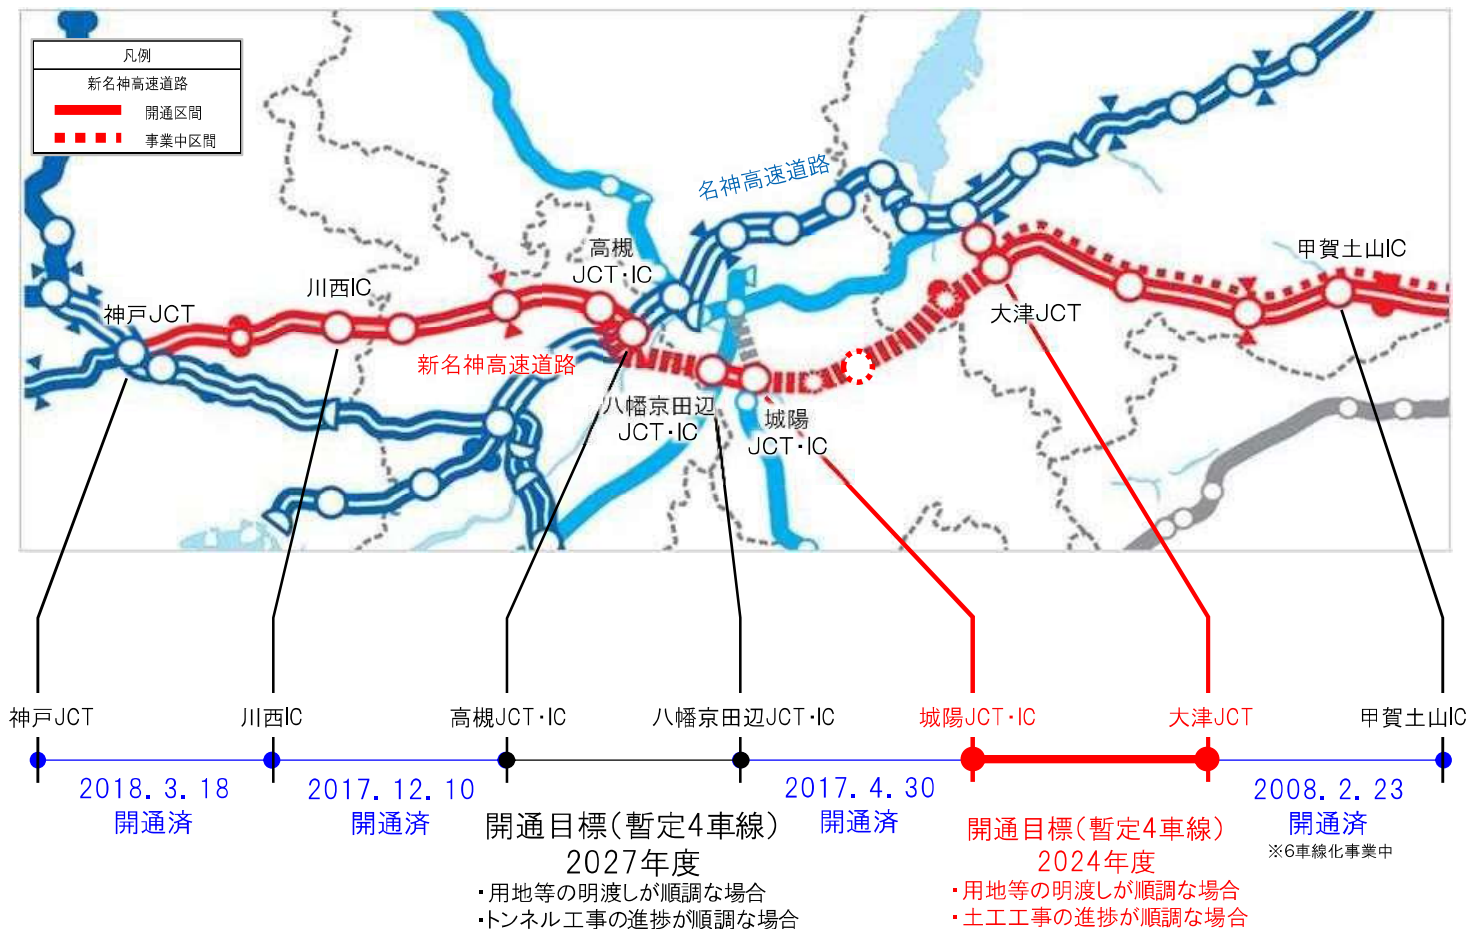 凡例
新名神高速道路
開通区間
事業中区間
名神高速道路
高槻
JCT・IC
甲賀土山IC
川西IC
神戸JCT
大津JCT
新名神高速道路
八幡京田辺
JCT・IC
城陽
JCT・IC
神戸JCT
川西IC
高槻JCT・IC
八幡京田辺JCT・IC
城陽JCT・IC
大津JCT
甲賀土山IC
2018.3.18
開通済
2017.12.10
開通済
開通目標(暫定4車線)
2027年度
・用地等の明渡しが順調な場合
・トンネル工事の進捗が順調な場合
2017.4.30
開通済
開通目標(暫定4車線)
2024年度
・用地等の明渡しが順調な場合
・土工工事の進捗が順調な場合
2008.2.23
開通済
※6車線化事業中